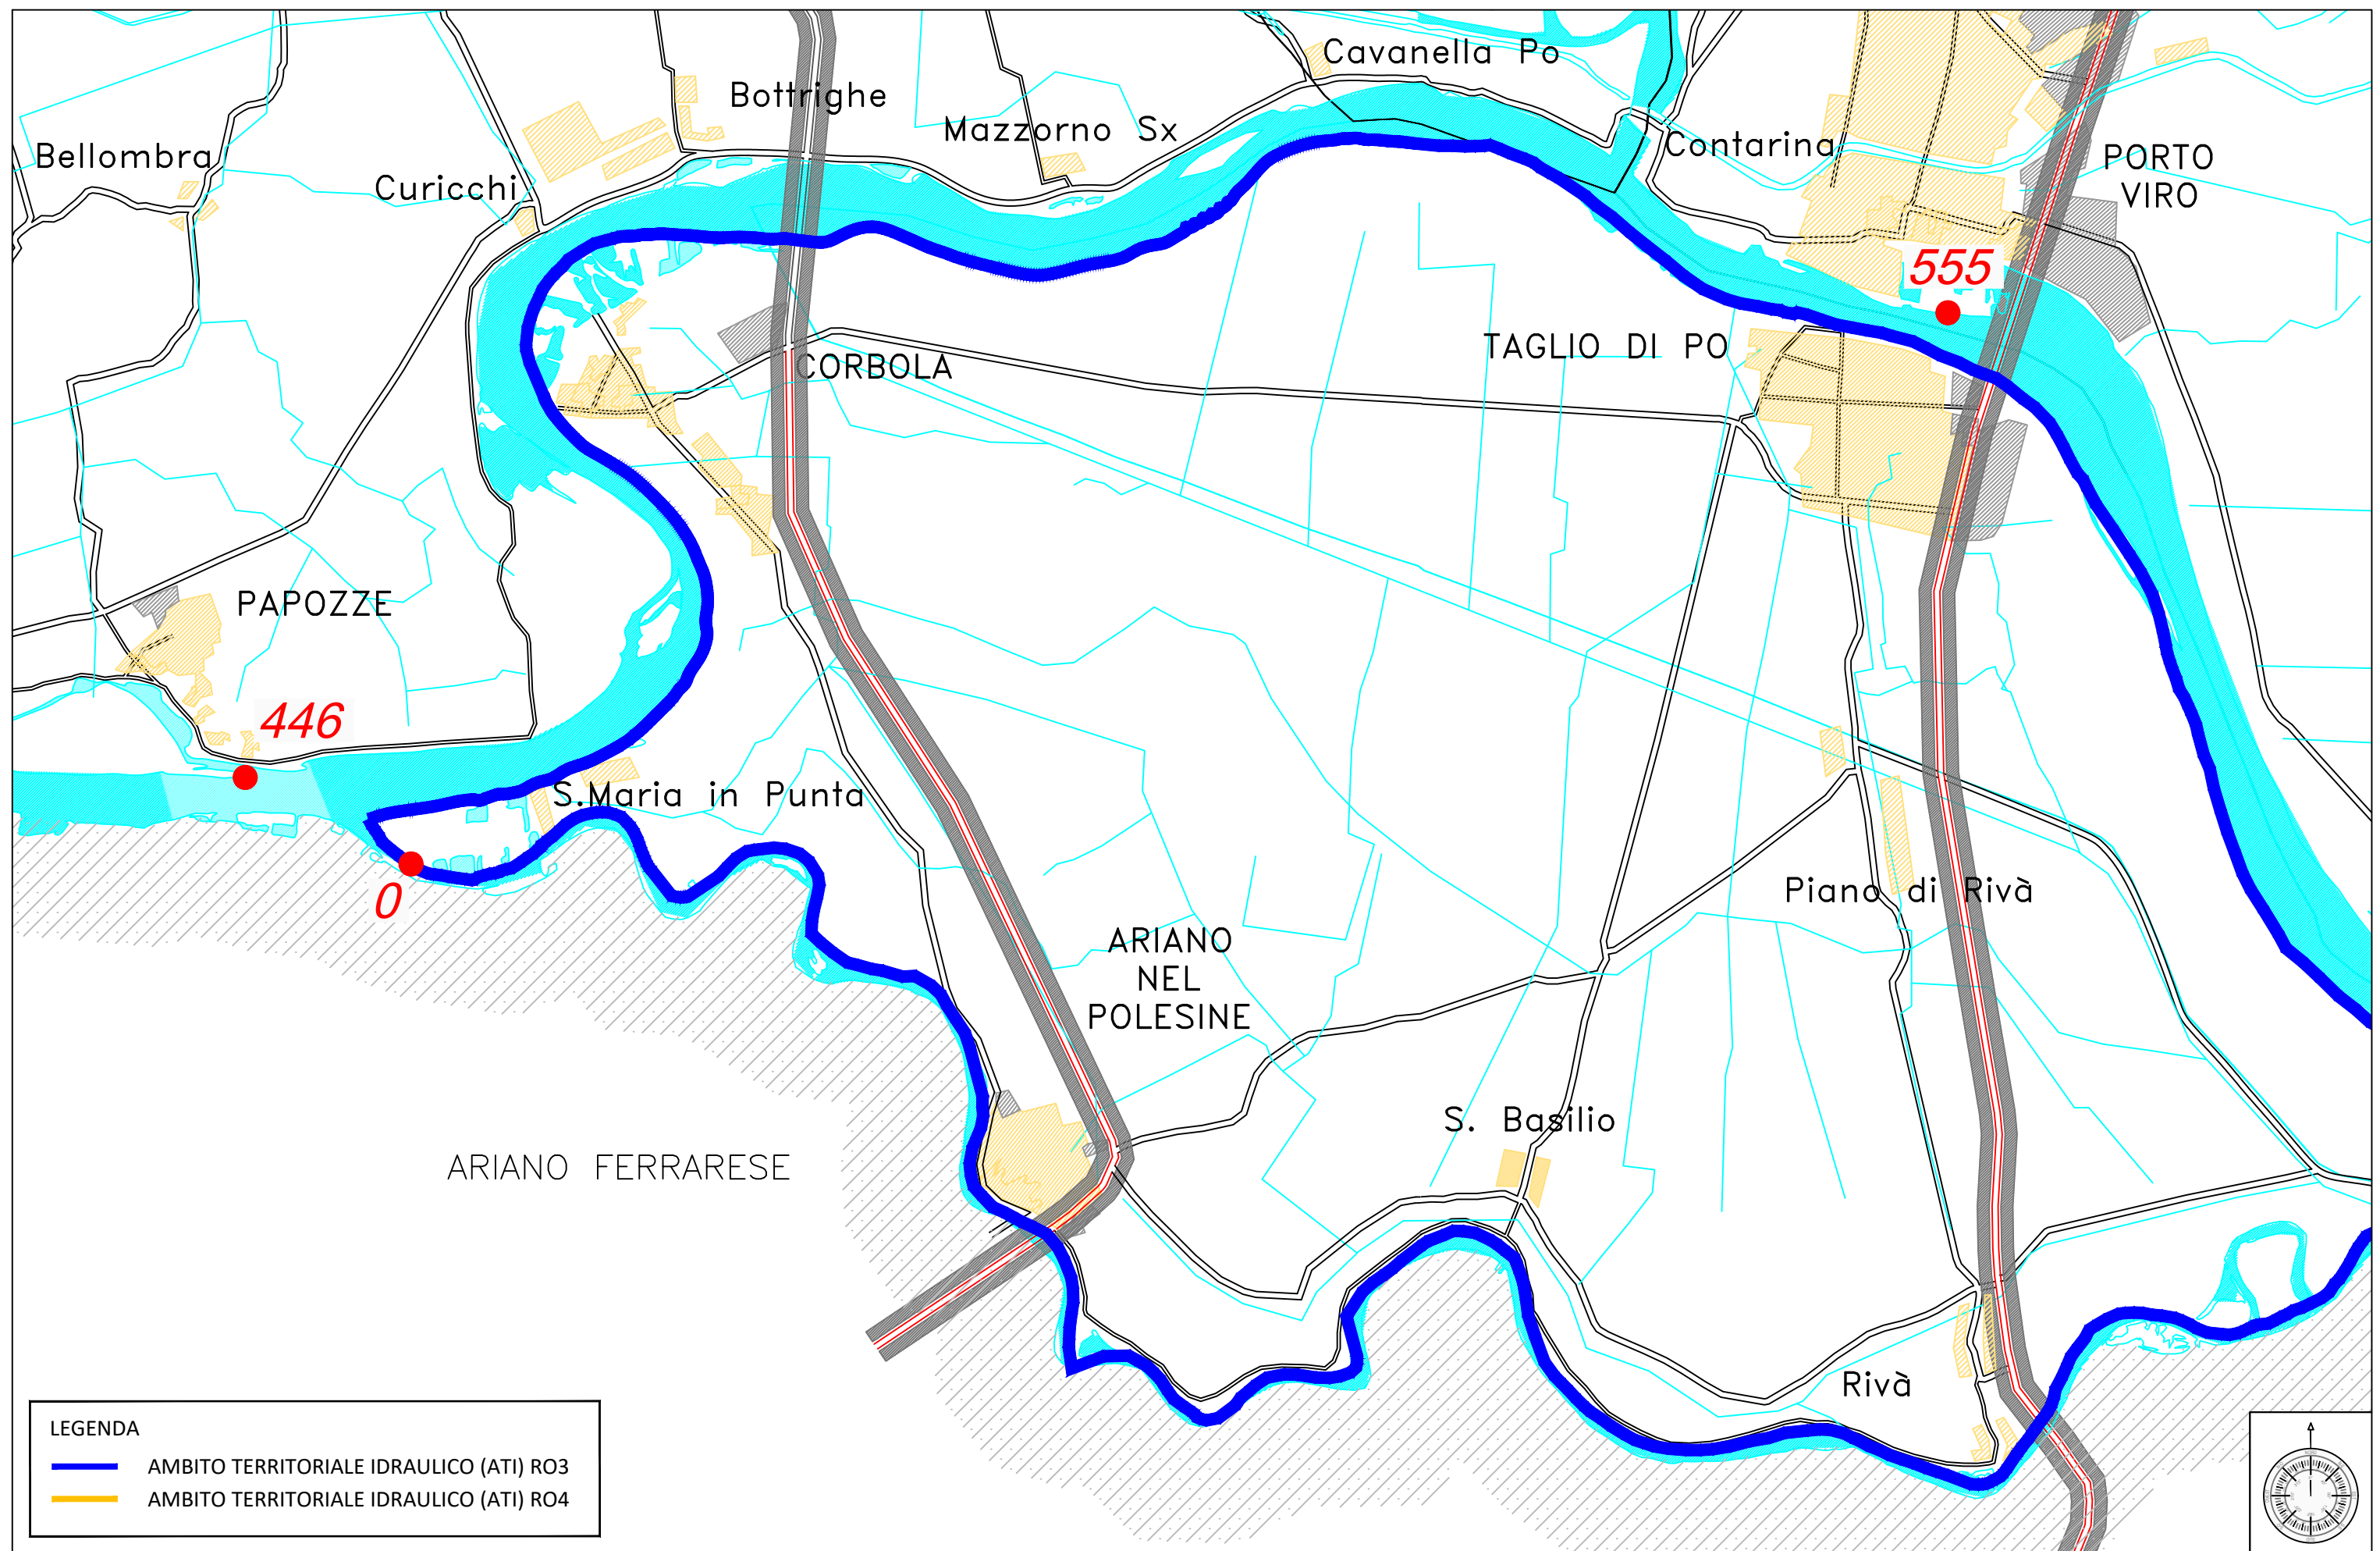 Cavanella Po
Bottrighe
Mazzorno Sx
Contarina
Bellombra
PORTO
VIRO
Curicchi
555
TAGLIO DI PO
CORBOLA
PAPOZZE
446
S.Maria in Punta
0
Piano di Rivà
ARIANO
NEL
POLESINE
S. Basilio
ARIANO FERRARESE
Rivà
LEGENDA
AMBITO TERRITORIALE IDRAULICO (ATI) RO3
AMBITO TERRITORIALE IDRAULICO (ATI) RO4